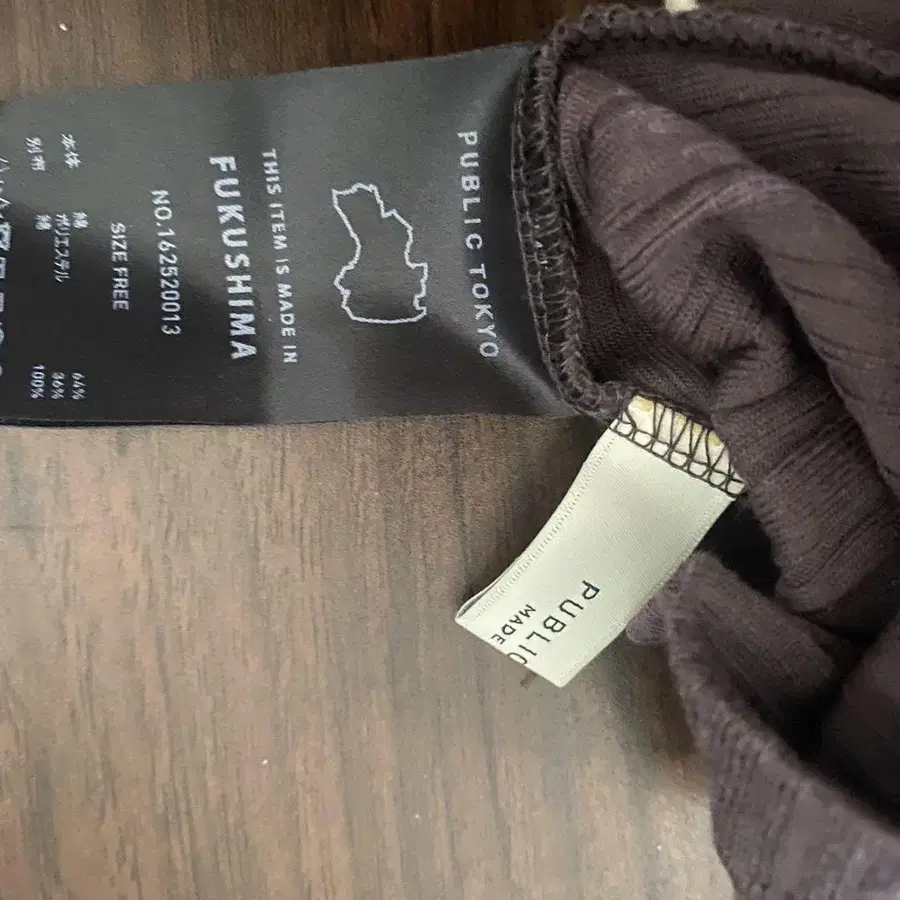 PUBLIC TOKYO
THIS ITEM IS MADE IN
FUKUSHIMA
NO.162520013
SIZE FREE
本体 綿 64%
ポリエステル 36%
別布 綿 100%
PUBLIC
MADE